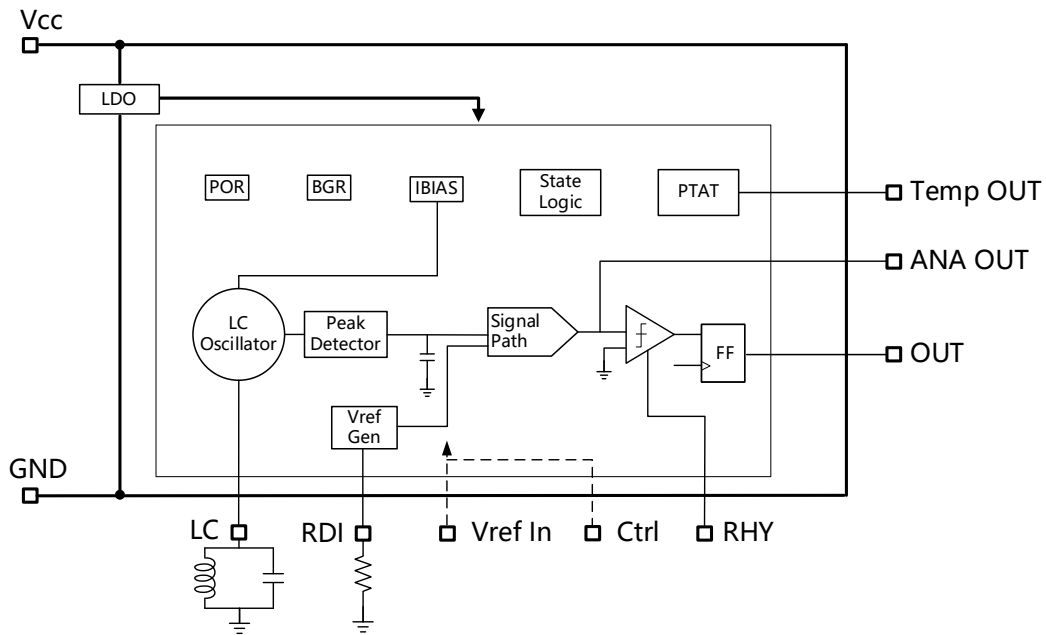 Vcc
LDO
POR
BGR
IBIAS
State
Logic
PTAT
Temp OUT
ANA OUT
LC
Oscillator
Peak
Detector
Signal
Path
FF
OUT
Vref
Gen
GND
LC
RDI
Vref In
Ctrl
RHY